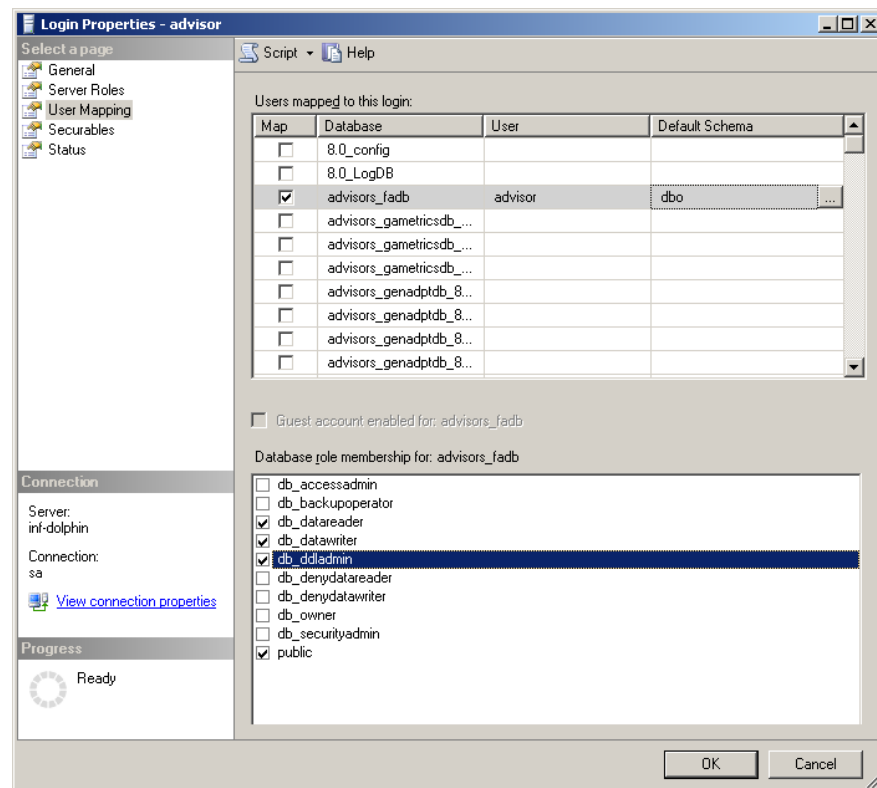 Login Properties - advisor
Select a page
General
Server Roles
User Mapping
Securables
Status
Script Help
Users mapped to this login:
Map Database User Default Schema
8.0_config
8.0_LogDB
advisors_fadb advisor dbo ...
advisors_gametricsdb_...
advisors_gametricsdb_...
advisors_gametricsdb_...
advisors_genadptdb_8...
advisors_genadptdb_8...
advisors_genadptdb_8...
advisors_genadptdb_8...
Guest account enabled for: advisors_fadb
Database role membership for: advisors_fadb
db_accessadmin
db_backupoperator
db_datareader
db_datawriter
db_ddladmin
db_denydatareader
db_denydatawriter
db_owner
db_securityadmin
public
Connection
Server:
inf-dolphin
Connection:
sa
View connection properties
Progress
Ready
OK Cancel